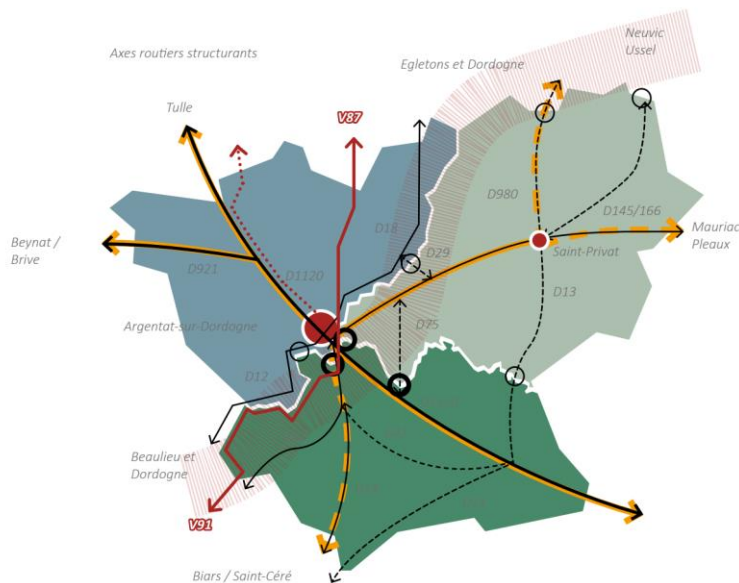 Axes routiers structurants
Neuvic
Ussel
Egletons et Dordogne
Tulle
V87
D980
D18
D145/166
Mauriac
Pleaux
Beynat /
Brive
D921
D29
Saint-Privat
D1120
D13
Argentat-sur-Dordogne
D75
D12
Beaulieu et
Dordogne
V91
Biars / Saint-Céré